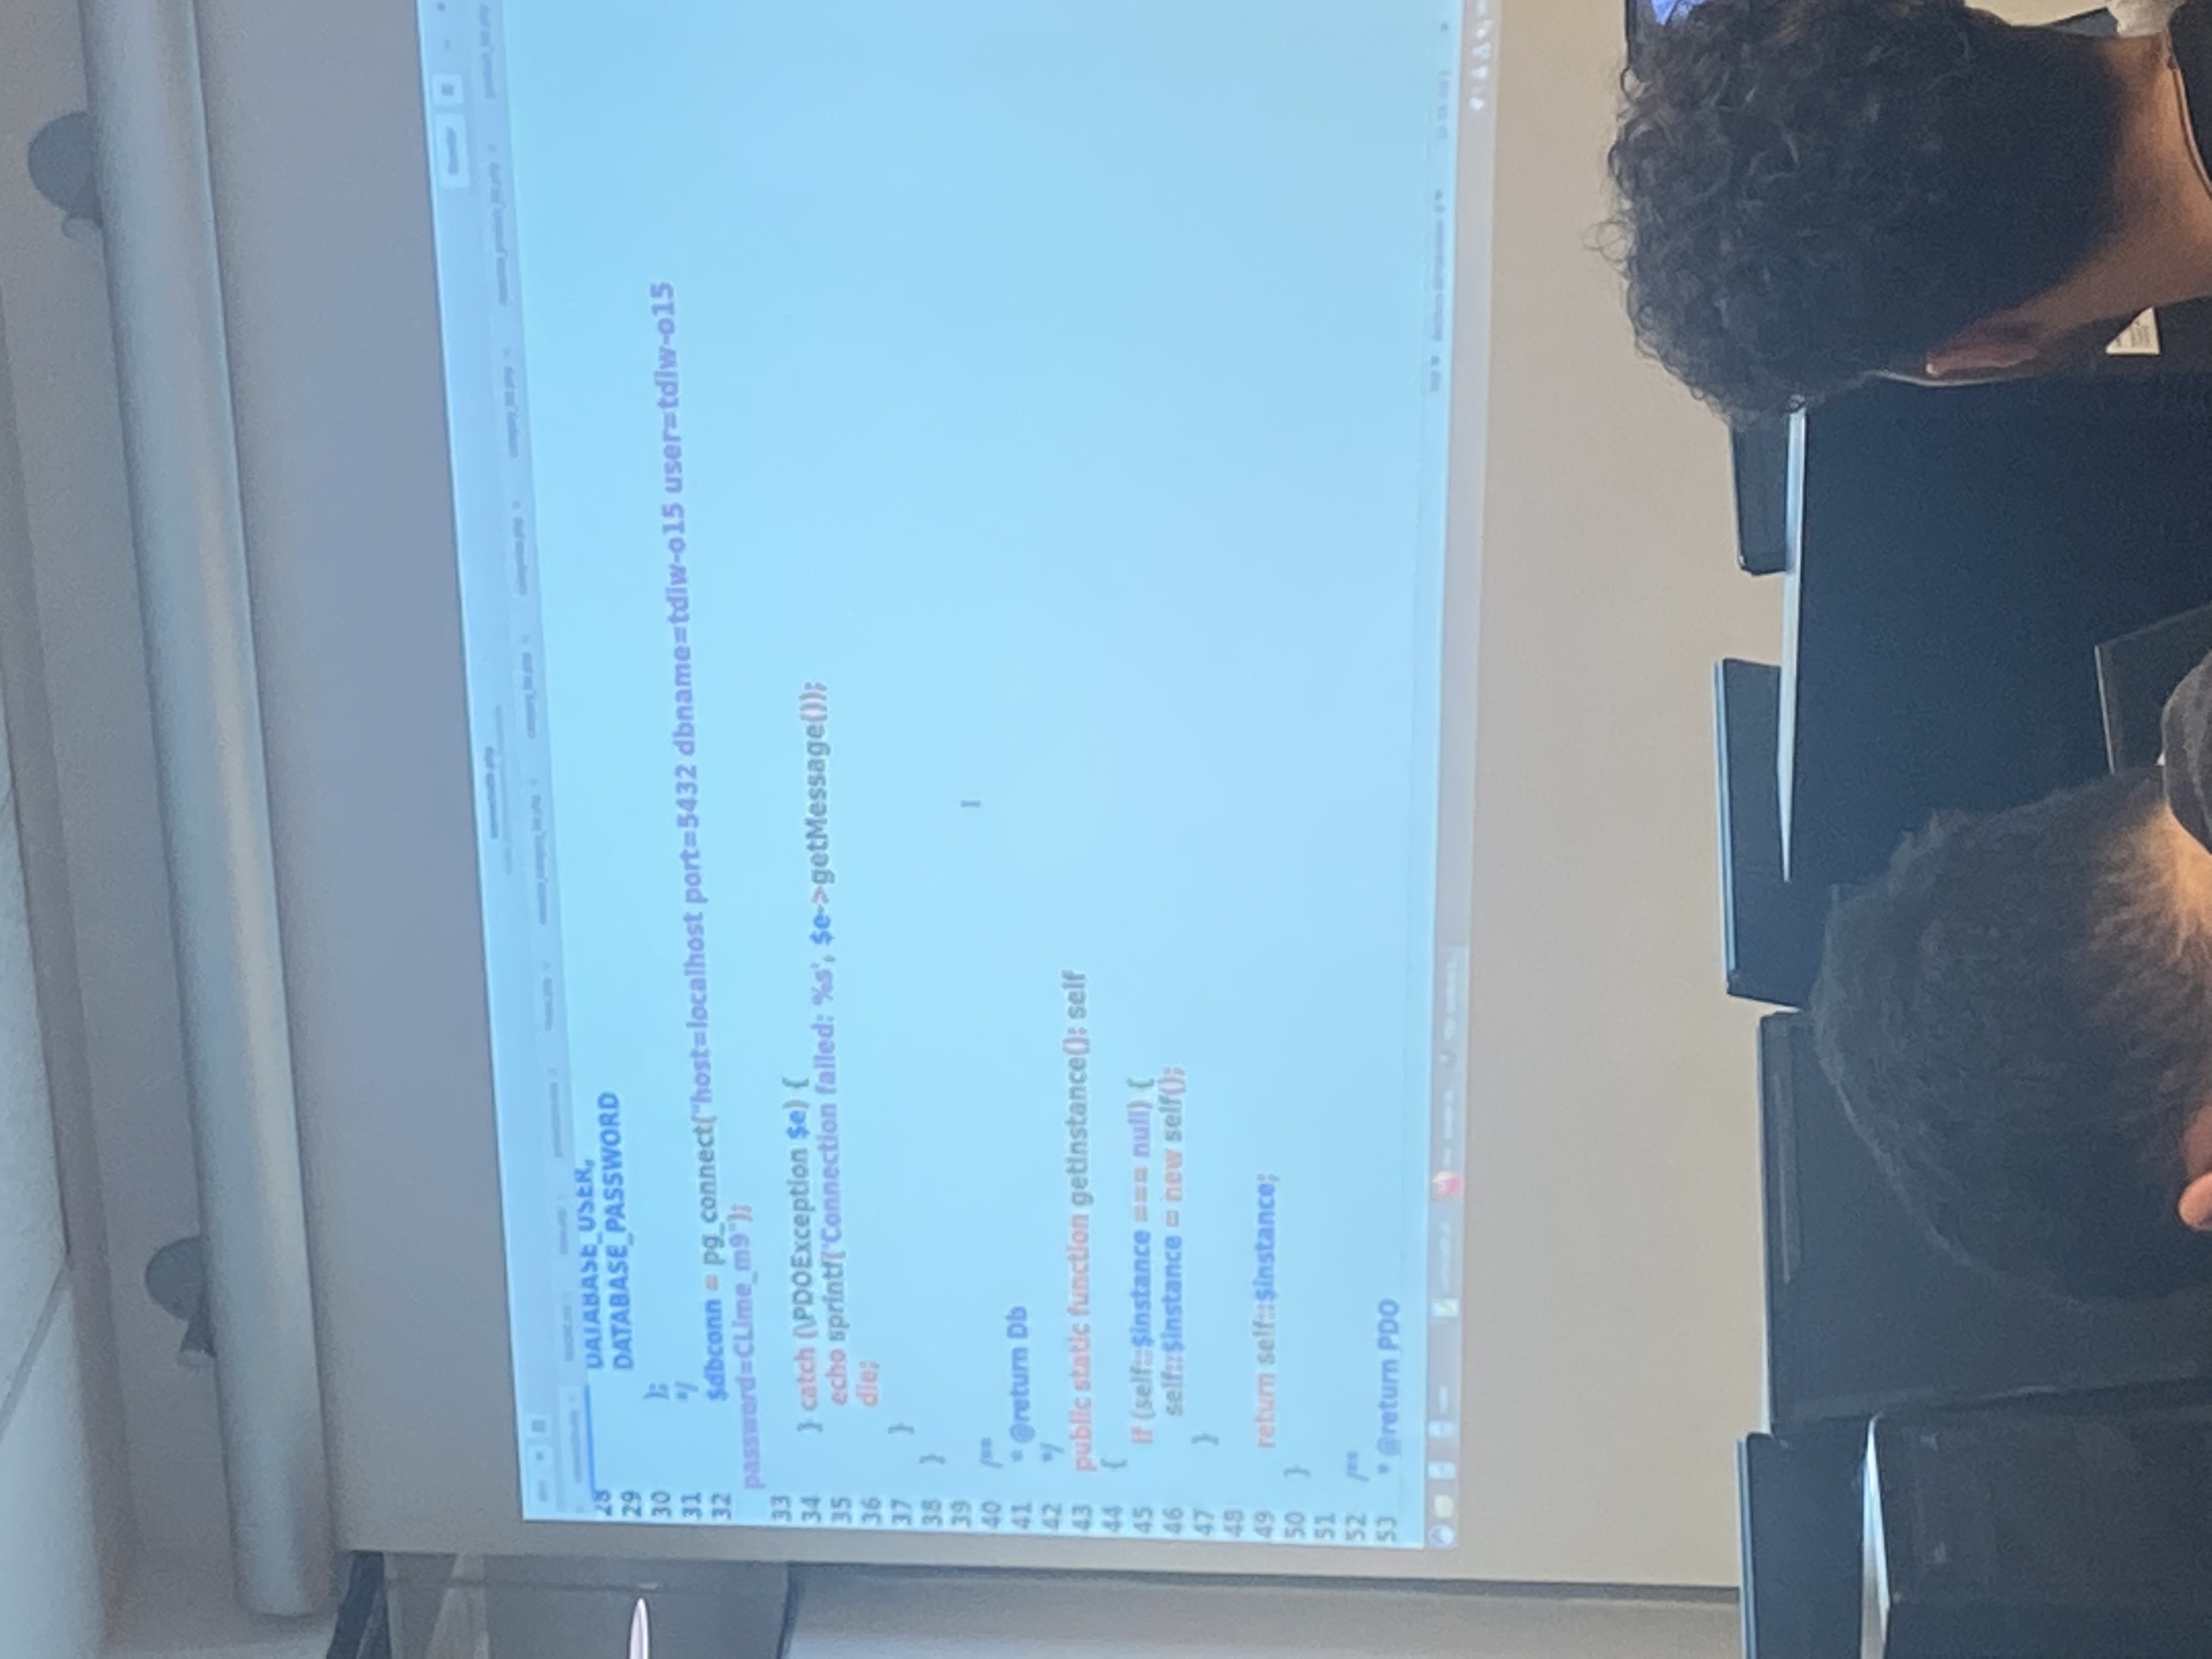 28 DATABASE_USER,
29 DATABASE_PASSWORD
30 );
31 */
32 $dbconn = pg_connect("host=localhost port=5432 dbname=tdiw-o15 user=tdiw-o15
password=CLime_m9");
33
34 } catch (\PDOException $e) {
35 echo sprintf('Connection failed: %s', $e->getMessage());
36 die;
37 }
38 }
39
40 /**
41 * @return Db
42 */
43 public static function getInstance(): self
44 {
45 if (self::$instance === null) {
46 self::$instance = new self();
47 }
48
49 return self::$instance;
50 }
51
52 /**
53 * @return PDO